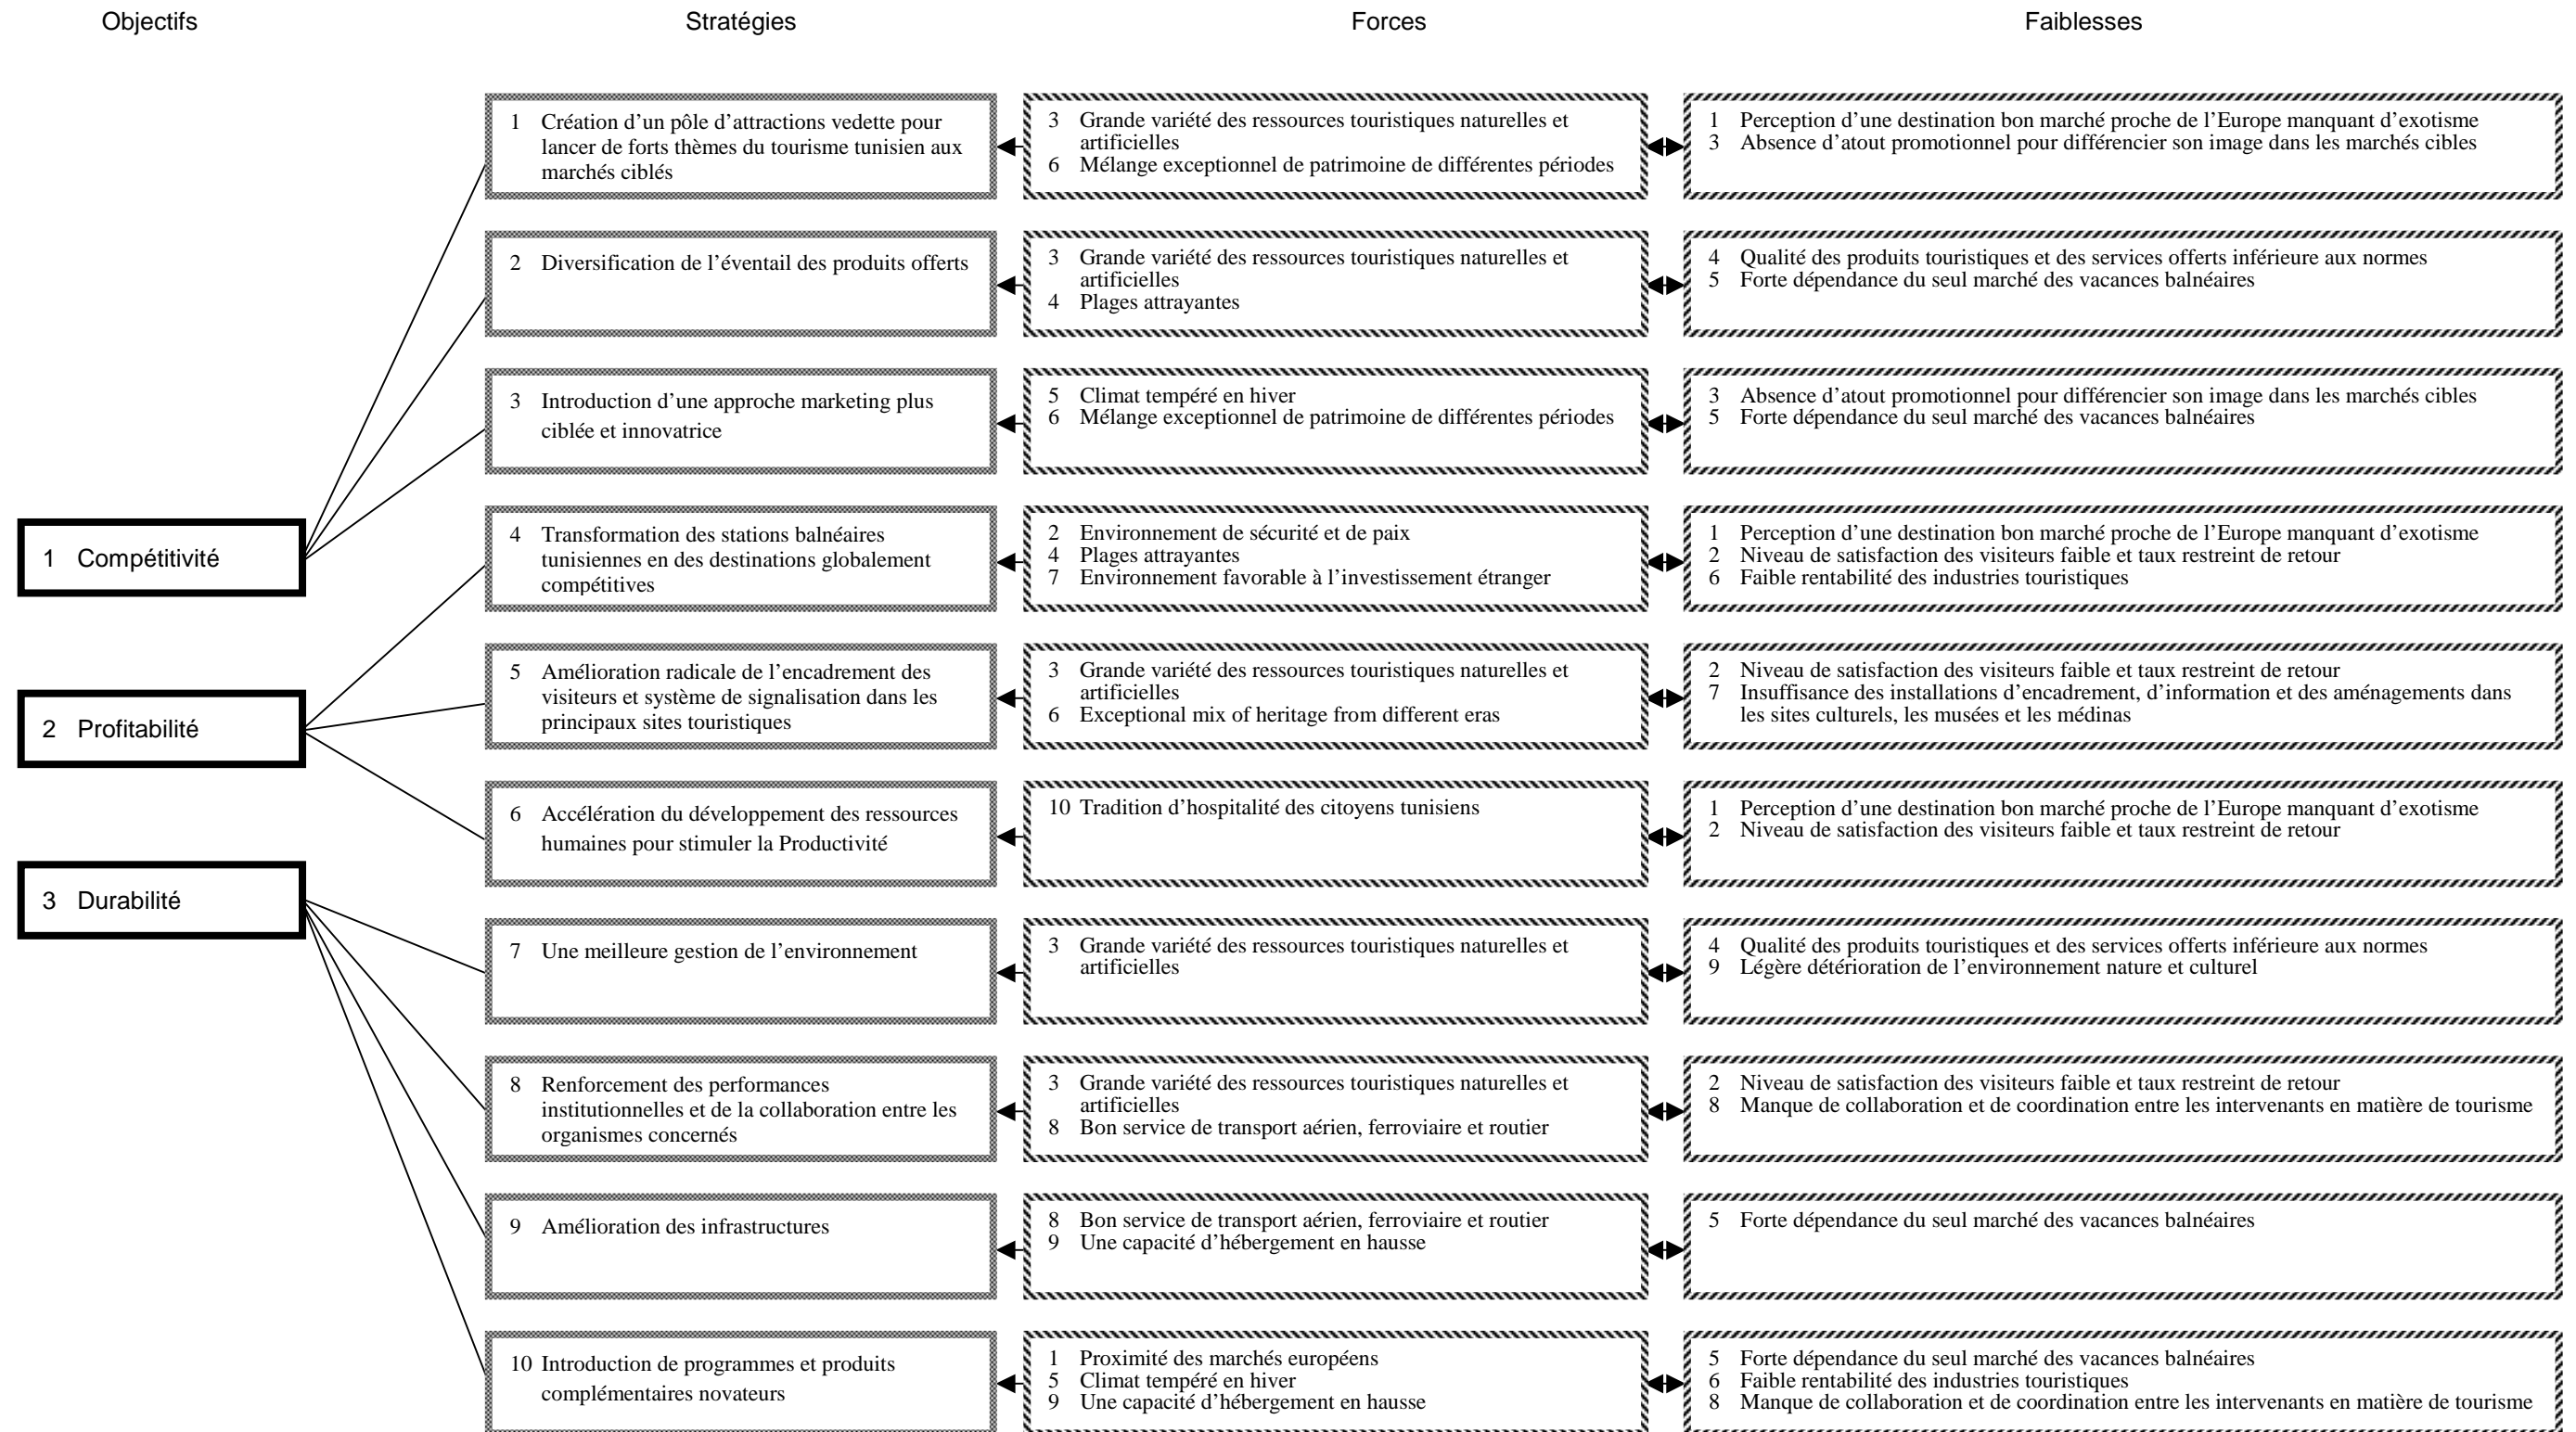 Objectifs
Stratégies
Forces
Faiblesses
1 Création d’un pôle d’attractions vedette pour
lancer de forts thèmes du tourisme tunisien aux
marchés ciblés
3 Grande variété des ressources touristiques naturelles et
artificielles
6 Mélange exceptionnel de patrimoine de différentes périodes
1 Perception d’une destination bon marché proche de l’Europe manquant d’exotisme
3 Absence d’atout promotionnel pour différencier son image dans les marchés cibles
2 Diversification de l’éventail des produits offerts
3 Grande variété des ressources touristiques naturelles et
artificielles
4 Plages attrayantes
4 Qualité des produits touristiques et des services offerts inférieure aux normes
5 Forte dépendance du seul marché des vacances balnéaires
3 Introduction d’une approche marketing plus
ciblée et innovatrice
5 Climat tempéré en hiver
6 Mélange exceptionnel de patrimoine de différentes périodes
3 Absence d’atout promotionnel pour différencier son image dans les marchés cibles
5 Forte dépendance du seul marché des vacances balnéaires
1 Compétitivité
4 Transformation des stations balnéaires
tunisiennes en des destinations globalement
compétitives
2 Environnement de sécurité et de paix
4 Plages attrayantes
7 Environnement favorable à l’investissement étranger
1 Perception d’une destination bon marché proche de l’Europe manquant d’exotisme
2 Niveau de satisfaction des visiteurs faible et taux restreint de retour
6 Faible rentabilité des industries touristiques
2 Profitabilité
5 Amélioration radicale de l’encadrement des
visiteurs et système de signalisation dans les
principaux sites touristiques
3 Grande variété des ressources touristiques naturelles et
artificielles
6 Exceptional mix of heritage from different eras
2 Niveau de satisfaction des visiteurs faible et taux restreint de retour
7 Insuffisance des installations d’encadrement, d’information et des aménagements dans
les sites culturels, les musées et les médinas
6 Accélération du développement des ressources
humaines pour stimuler la Productivité
10 Tradition d’hospitalité des citoyens tunisiens
1 Perception d’une destination bon marché proche de l’Europe manquant d’exotisme
2 Niveau de satisfaction des visiteurs faible et taux restreint de retour
3 Durabilité
7 Une meilleure gestion de l’environnement
3 Grande variété des ressources touristiques naturelles et
artificielles
4 Qualité des produits touristiques et des services offerts inférieure aux normes
9 Légère détérioration de l’environnement nature et culturel
8 Renforcement des performances
institutionnelles et de la collaboration entre les
organismes concernés
3 Grande variété des ressources touristiques naturelles et
artificielles
8 Bon service de transport aérien, ferroviaire et routier
2 Niveau de satisfaction des visiteurs faible et taux restreint de retour
8 Manque de collaboration et de coordination entre les intervenants en matière de tourisme
9 Amélioration des infrastructures
8 Bon service de transport aérien, ferroviaire et routier
9 Une capacité d’hébergement en hausse
5 Forte dépendance du seul marché des vacances balnéaires
10 Introduction de programmes et produits
complémentaires novateurs
1 Proximité des marchés européens
5 Climat tempéré en hiver
9 Une capacité d’hébergement en hausse
5 Forte dépendance du seul marché des vacances balnéaires
6 Faible rentabilité des industries touristiques
8 Manque de collaboration et de coordination entre les intervenants en matière de tourisme